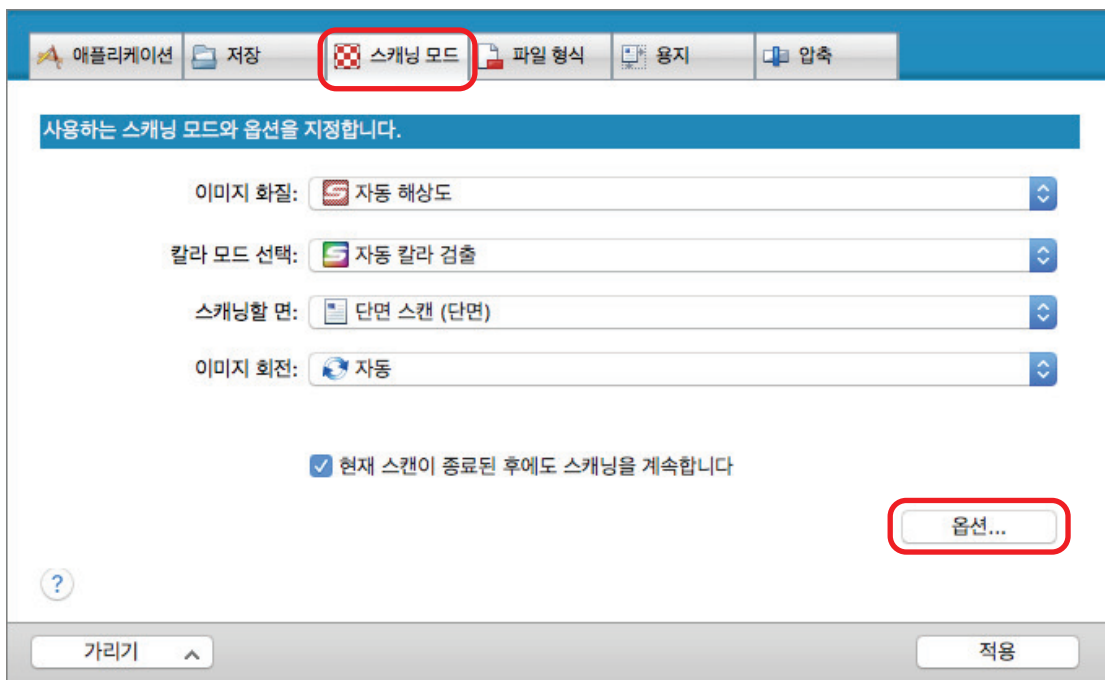 애플리케이션 저장 스캐닝 모드 파일 형식 용지 압축
사용하는 스캐닝 모드와 옵션을 지정합니다.
이미지 화질: 자동 해상도
칼라 모드 선택: 자동 칼라 검출
스캐닝할 면: 단면 스캔 (단면)
이미지 회전: 자동
현재 스캔이 종료된 후에도 스캐닝을 계속합니다
옵션...
?
가리기 적용